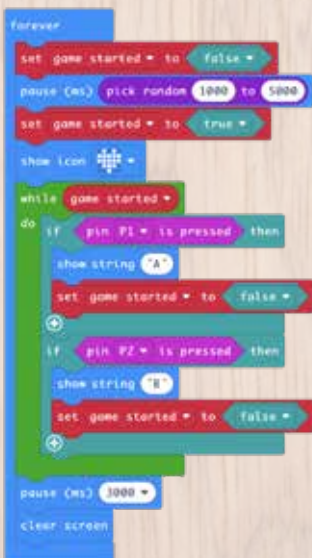 forever
set game started to false
pause (ms) pick random 1000 to 5000
set game started to true
show icon
while game started
do if pin P1 is pressed then
show string "A"
set game started to false
if pin P2 is pressed then
show string "B"
set game started to false
pause (ms) 3000
clear screen